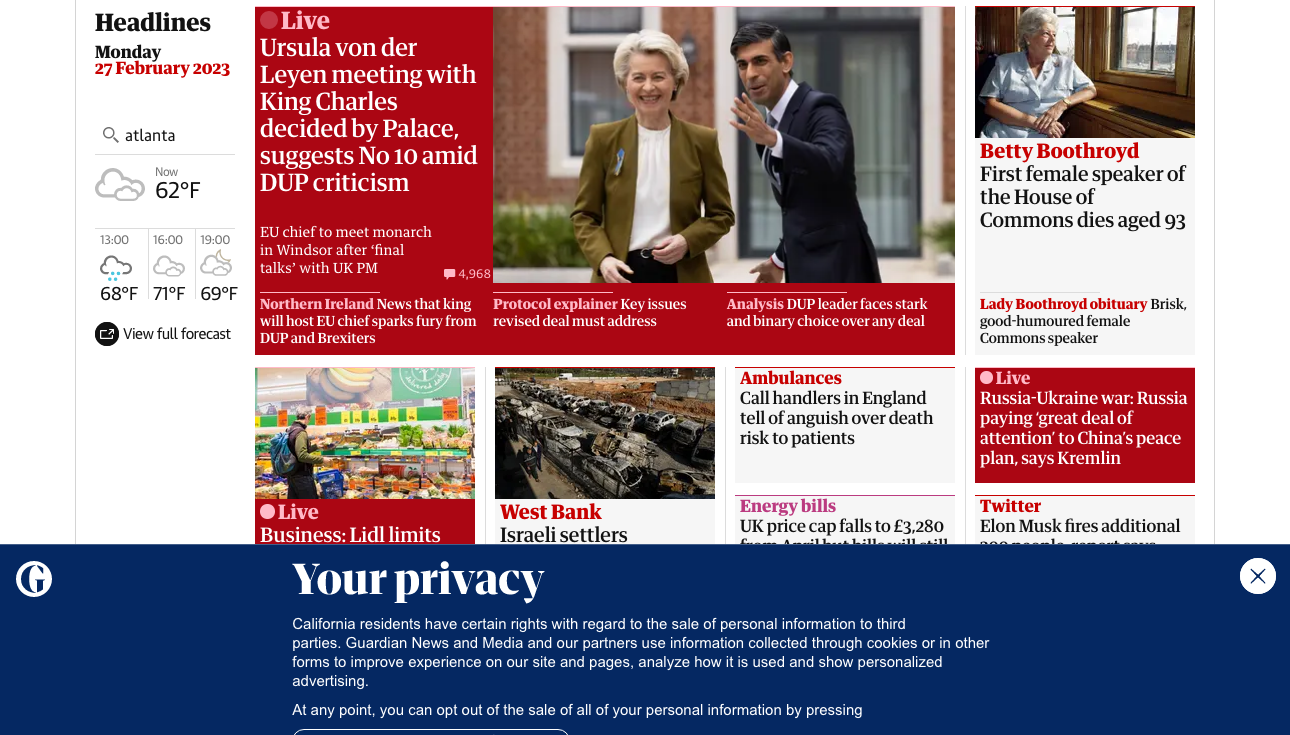 Headlines
Monday
27 February 2023
atlanta
Now
62°F
13:00
16:00
19:00
68°F
71°F
69°F
View full forecast
Live
Ursula von der
Leyen meeting with
King Charles
decided by Palace,
suggests No 10 amid
DUP criticism
EU chief to meet monarch
in Windsor after ‘final
talks’ with UK PM
4,968
Northern Ireland News that king
will host EU chief sparks fury from
DUP and Brexiters
Protocol explainer Key issues
revised deal must address
Analysis DUP leader faces stark
and binary choice over any deal
Betty Boothroyd
First female speaker of
the House of
Commons dies aged 93
Lady Boothroyd obituary Brisk,
good-humoured female
Commons speaker
Live
Business: Lidl limits
West Bank
Israeli settlers
Ambulances
Call handlers in England
tell of anguish over death
risk to patients
Energy bills
UK price cap falls to £3,280
from April but bills will still
Live
Russia-Ukraine war: Russia
paying ‘great deal of
attention’ to China’s peace
plan, says Kremlin
Twitter
Elon Musk fires additional
200 people, report says
Your privacy
California residents have certain rights with regard to the sale of personal information to third
parties. Guardian News and Media and our partners use information collected through cookies or in other
forms to improve experience on our site and pages, analyze how it is used and show personalized
advertising.
At any point, you can opt out of the sale of all of your personal information by pressing